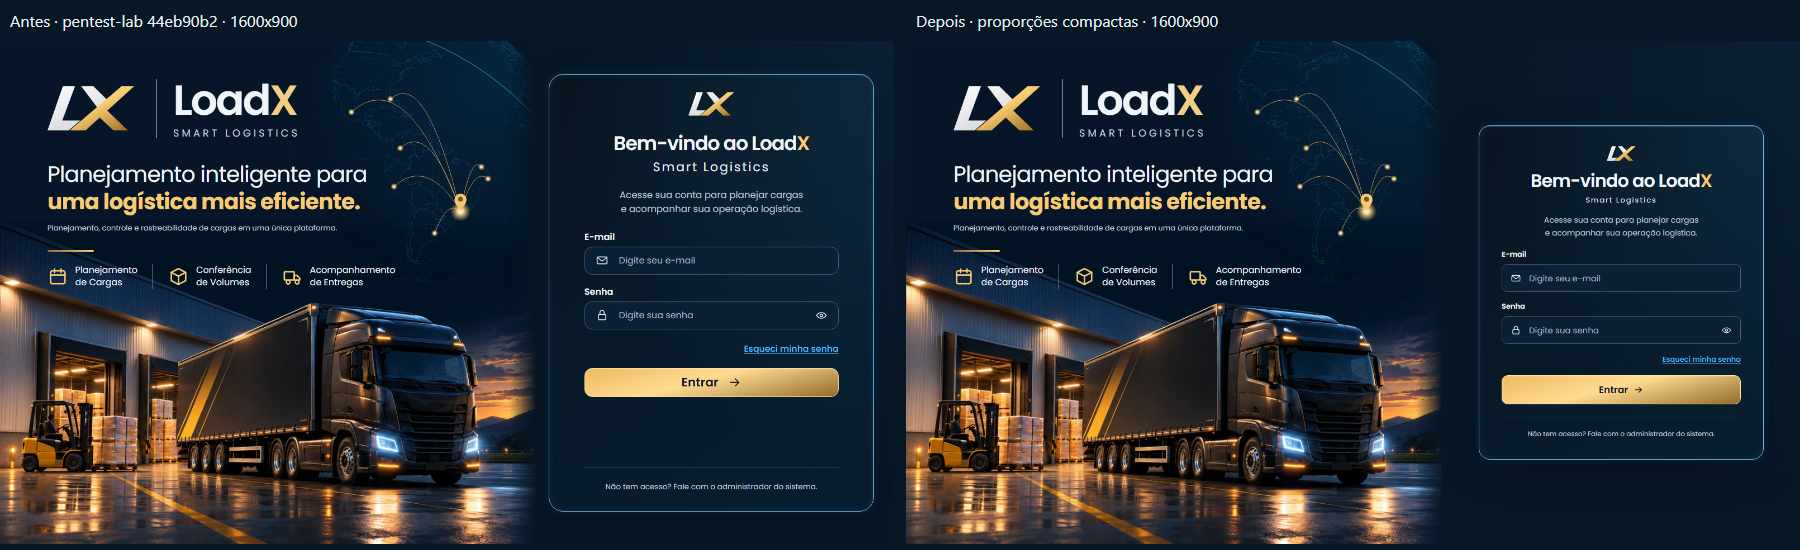 Antes · pentest-lab 44eb90b2 · 1600x900
LX
LoadX
SMART LOGISTICS
Planejamento inteligente para
uma logística mais eficiente.
Planejamento, controle e rastreabilidade de cargas em uma única plataforma.
Planejamento
de Cargas
Conferência
de Volumes
Acompanhamento
de Entregas
LX
Bem-vindo ao LoadX
Smart Logistics
Acesse sua conta para planejar cargas
e acompanhar sua operação logística.
E-mail
Digite seu e-mail
Senha
Digite sua senha
Esqueci minha senha
Entrar →
Não tem acesso? Fale com o administrador do sistema.
Depois · proporções compactas · 1600x900
LX
LoadX
SMART LOGISTICS
Planejamento inteligente para
uma logística mais eficiente.
Planejamento, controle e rastreabilidade de cargas em uma única plataforma.
Planejamento
de Cargas
Conferência
de Volumes
Acompanhamento
de Entregas
LX
Bem-vindo ao LoadX
Smart Logistics
Acesse sua conta para planejar cargas
e acompanhar sua operação logística.
E-mail
Digite seu e-mail
Senha
Digite sua senha
Esqueci minha senha
Entrar →
Não tem acesso? Fale com o administrador do sistema.